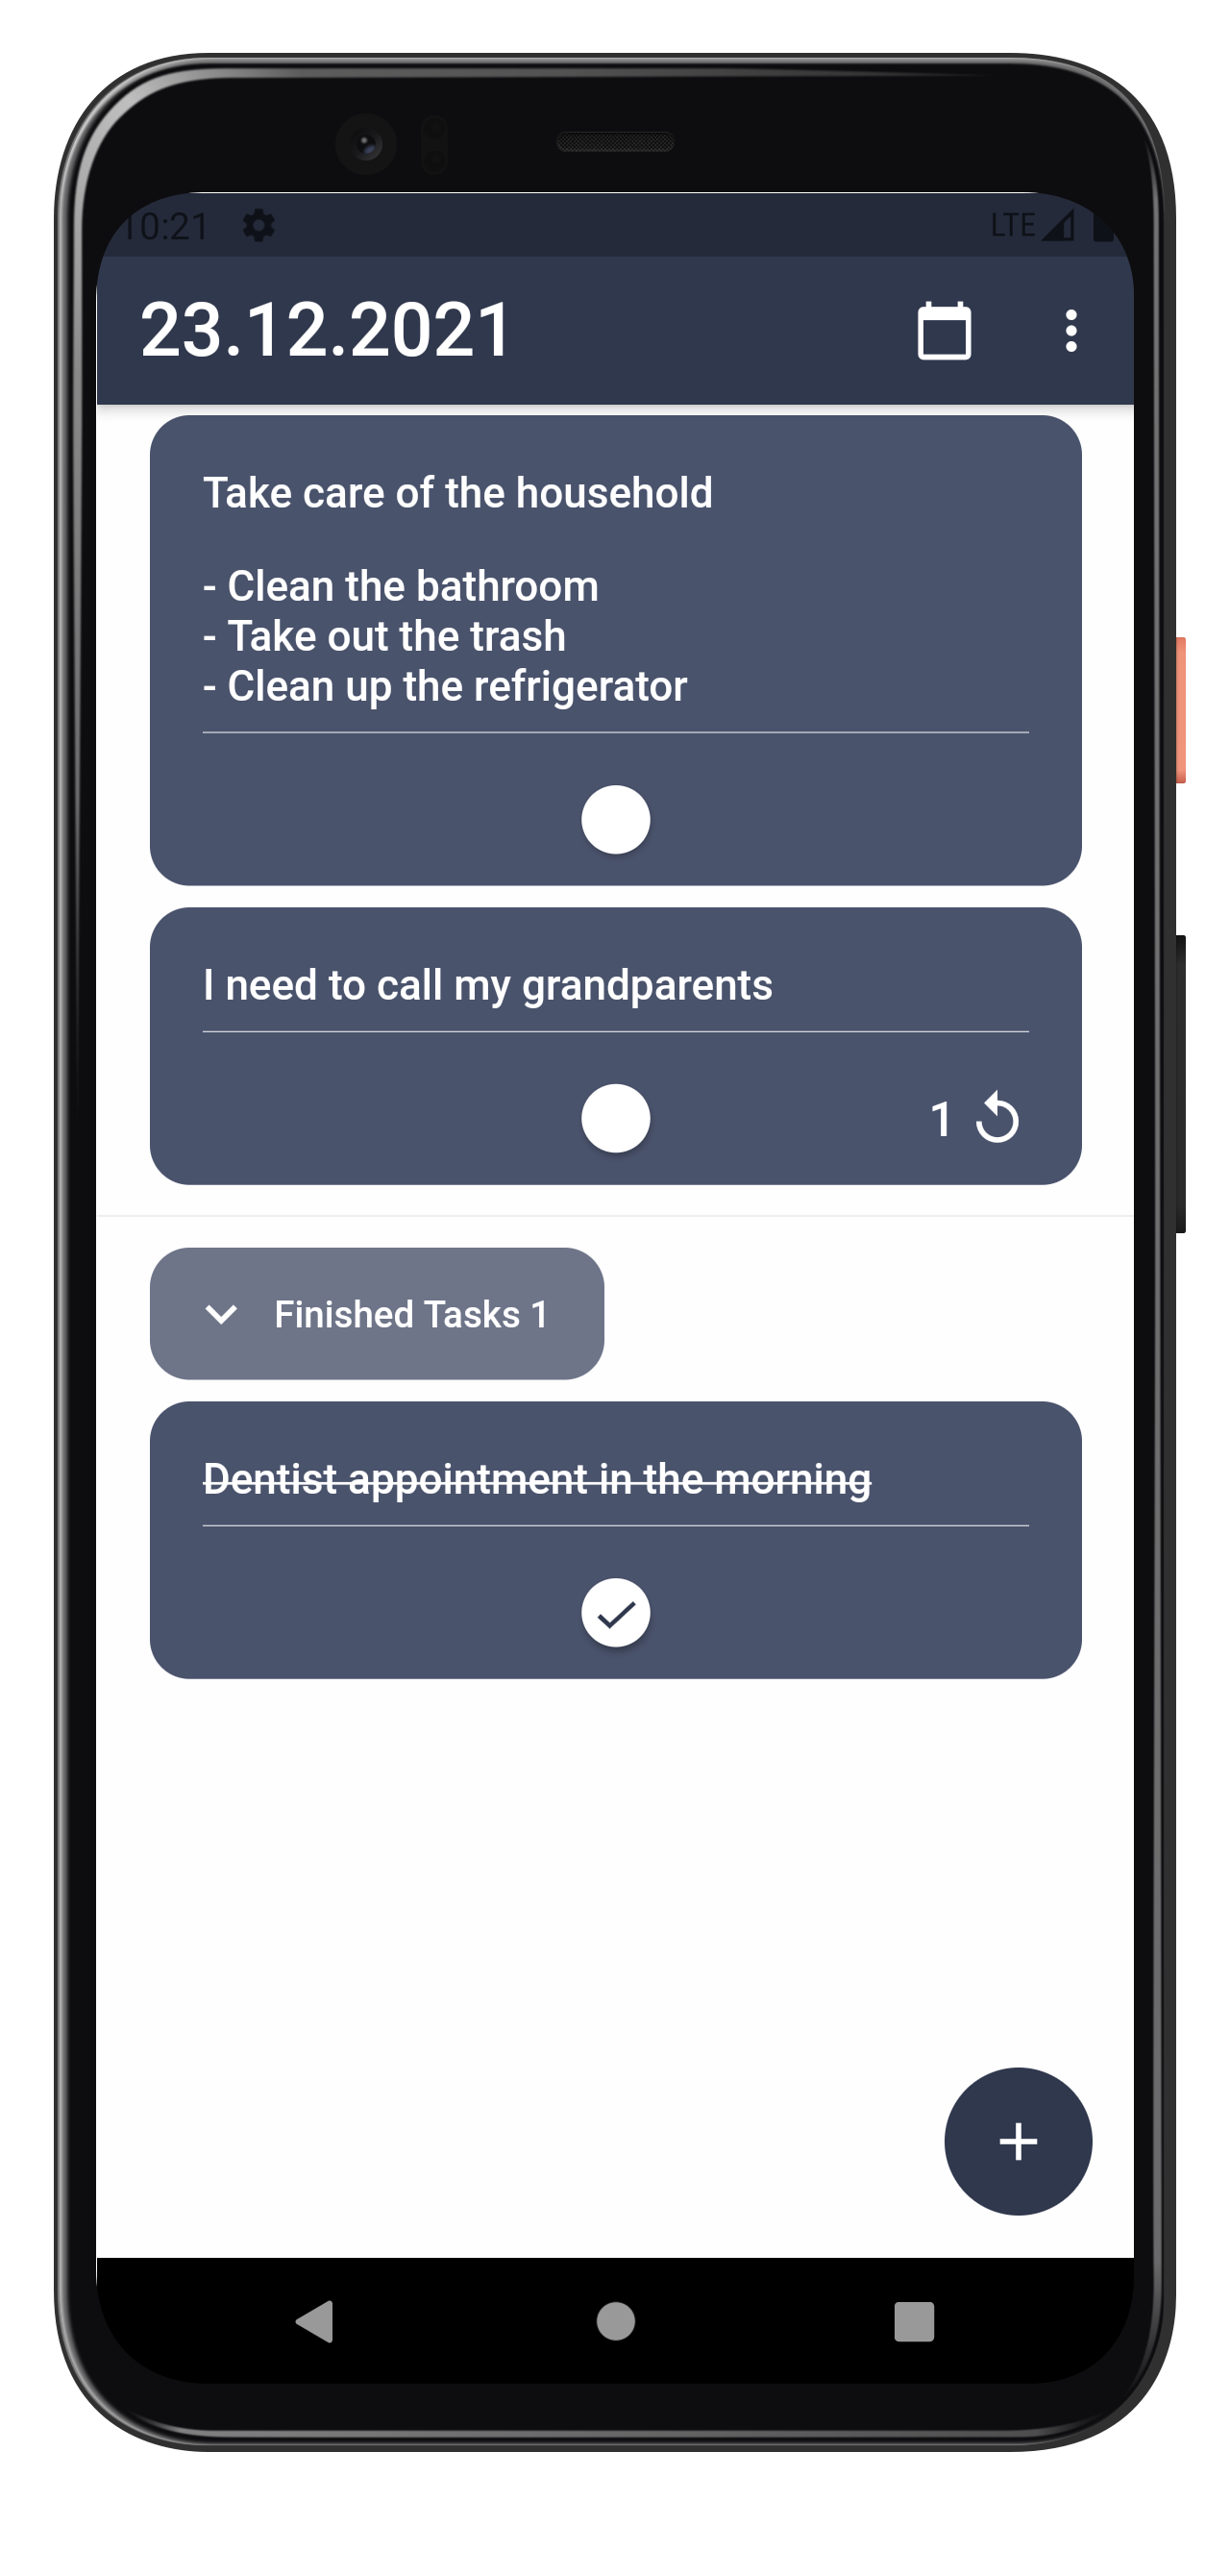 10:21 LTE
23.12.2021
Take care of the household
- Clean the bathroom
- Take out the trash
- Clean up the refrigerator
I need to call my grandparents
1
Finished Tasks 1
Dentist appointment in the morning